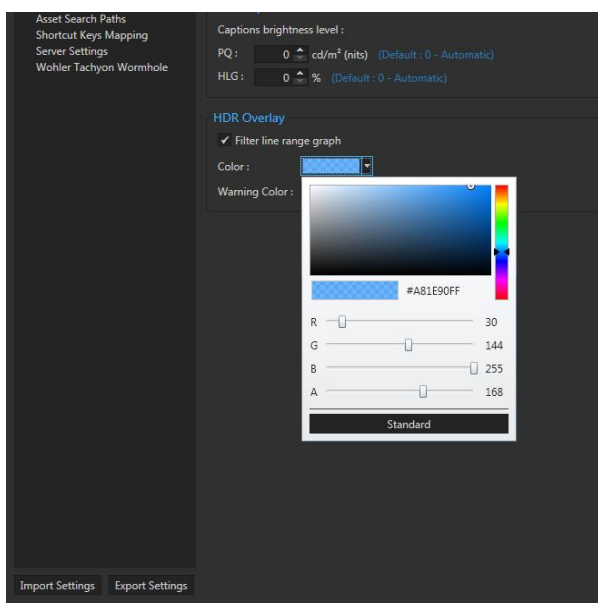 Asset Search Paths
Shortcut Keys Mapping
Server Settings
Wohler Tachyon Wormhole
Captions brightness level :
PQ : 0 cd/m² (nits) (Default : 0 - Automatic)
HLG : 0 % (Default : 0 - Automatic)
HDR Overlay
Filter line range graph
Color :
Warning Color :
#A81E90FF
R 30
G 144
B 255
A 168
Standard
Import Settings Export Settings